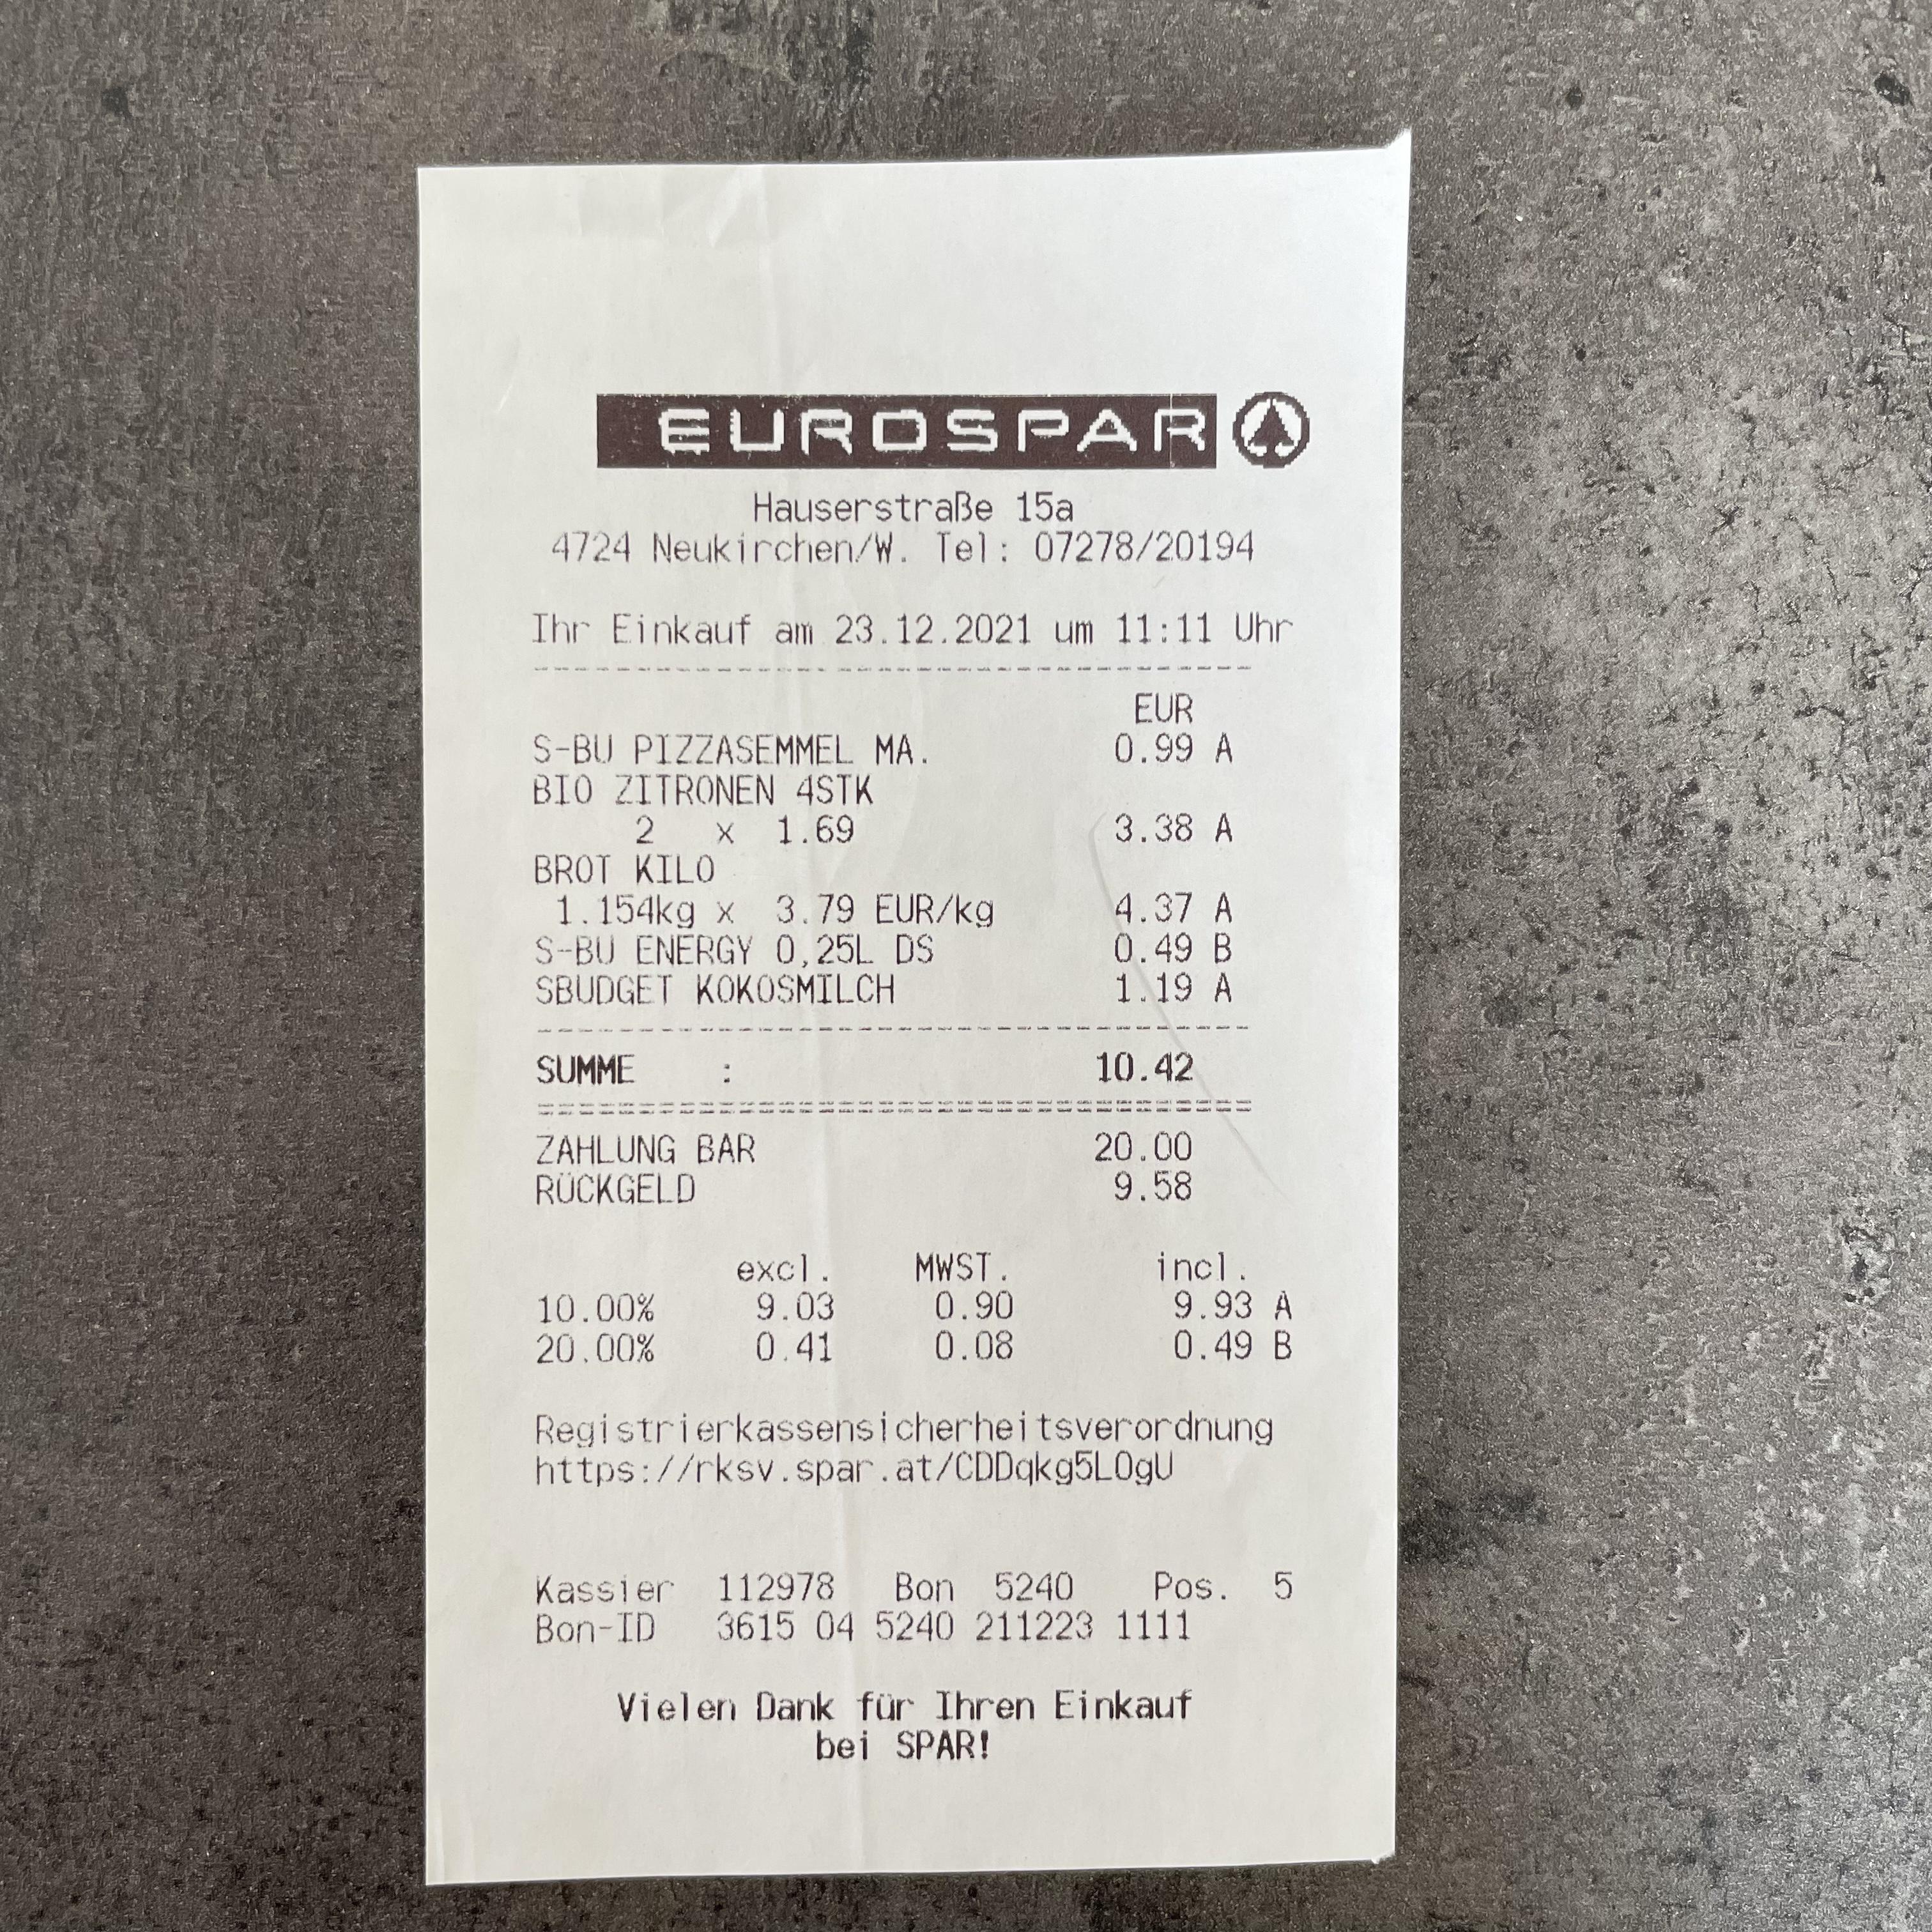 EUROSPAR
Hauserstraße 15a
4724 Neukirchen/W. Tel: 07278/20194
Ihr Einkauf am 23.12.2021 um 11:11 Uhr
EUR
S-BU PIZZASEMMEL MA. 0.99 A
BIO ZITRONEN 4STK
2 x 1.69 3.38 A
BROT KILO
1.154kg x 3.79 EUR/kg 4.37 A
S-BU ENERGY 0,25L DS 0.49 B
SBUDGET KOKOSMILCH 1.19 A
SUMME : 10.42
ZAHLUNG BAR 20.00
RÜCKGELD 9.58
excl. MWST. incl.
10.00% 9.03 0.90 9.93 A
20.00% 0.41 0.08 0.49 B
Registrierkassensicherheitsverordnung
https://rksv.spar.at/CDDqkg5LOgU
Kassier 112978 Bon 5240 Pos. 5
Bon-ID 3615 04 5240 211223 1111
Vielen Dank für Ihren Einkauf
bei SPAR!